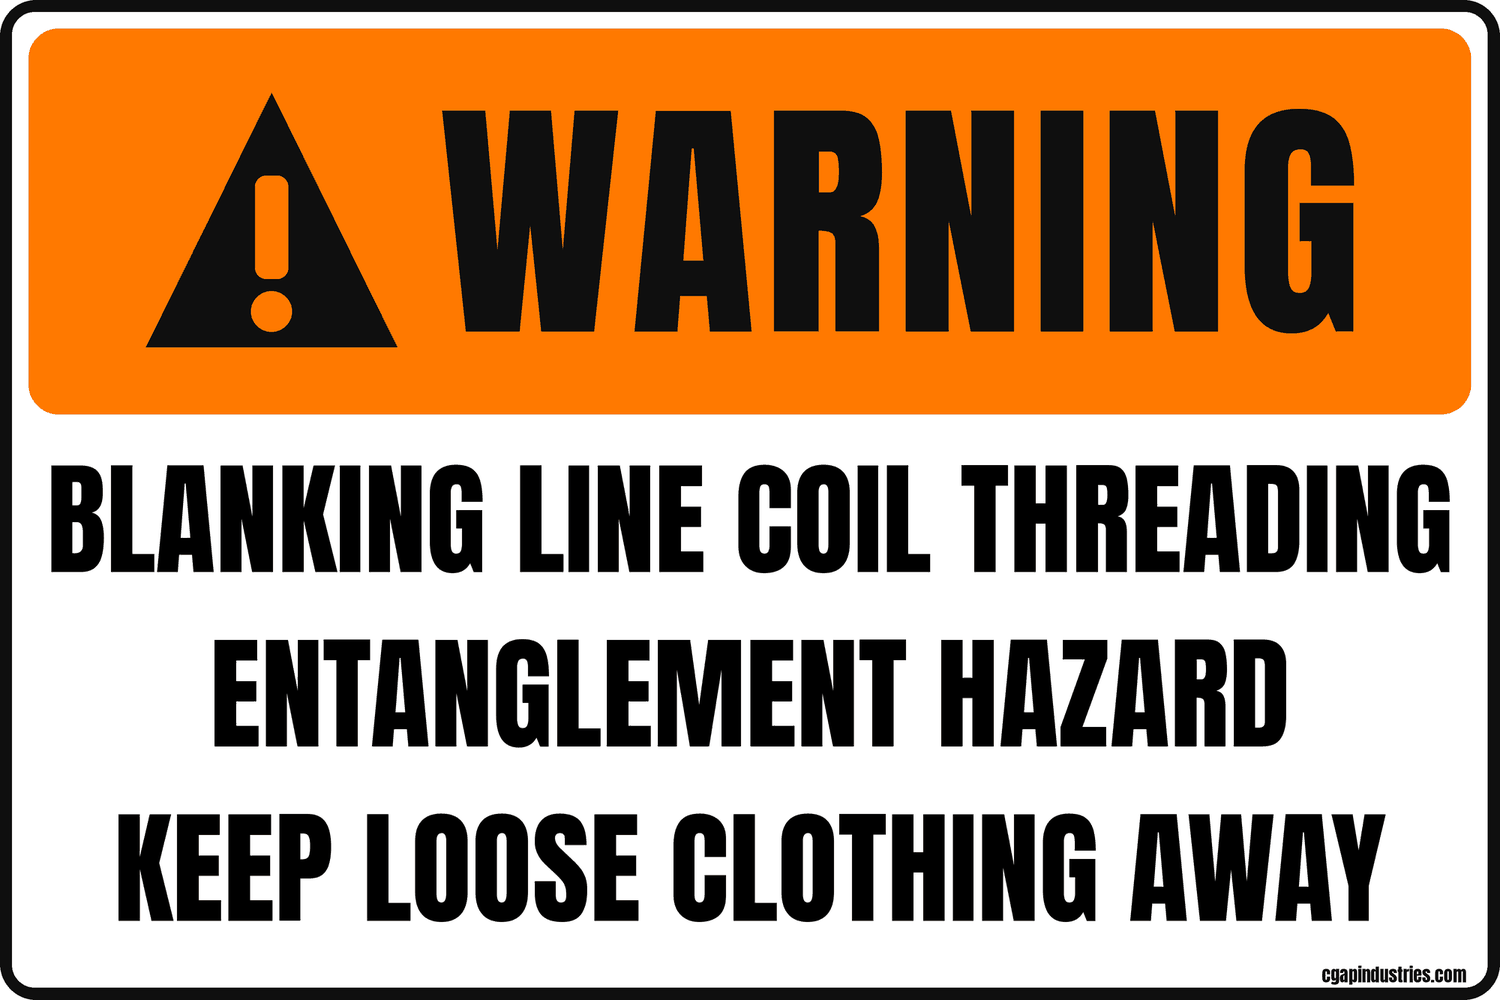 WARNING
BLANKING LINE COIL THREADING
ENTANGLEMENT HAZARD
KEEP LOOSE CLOTHING AWAY
cgapindustries.com